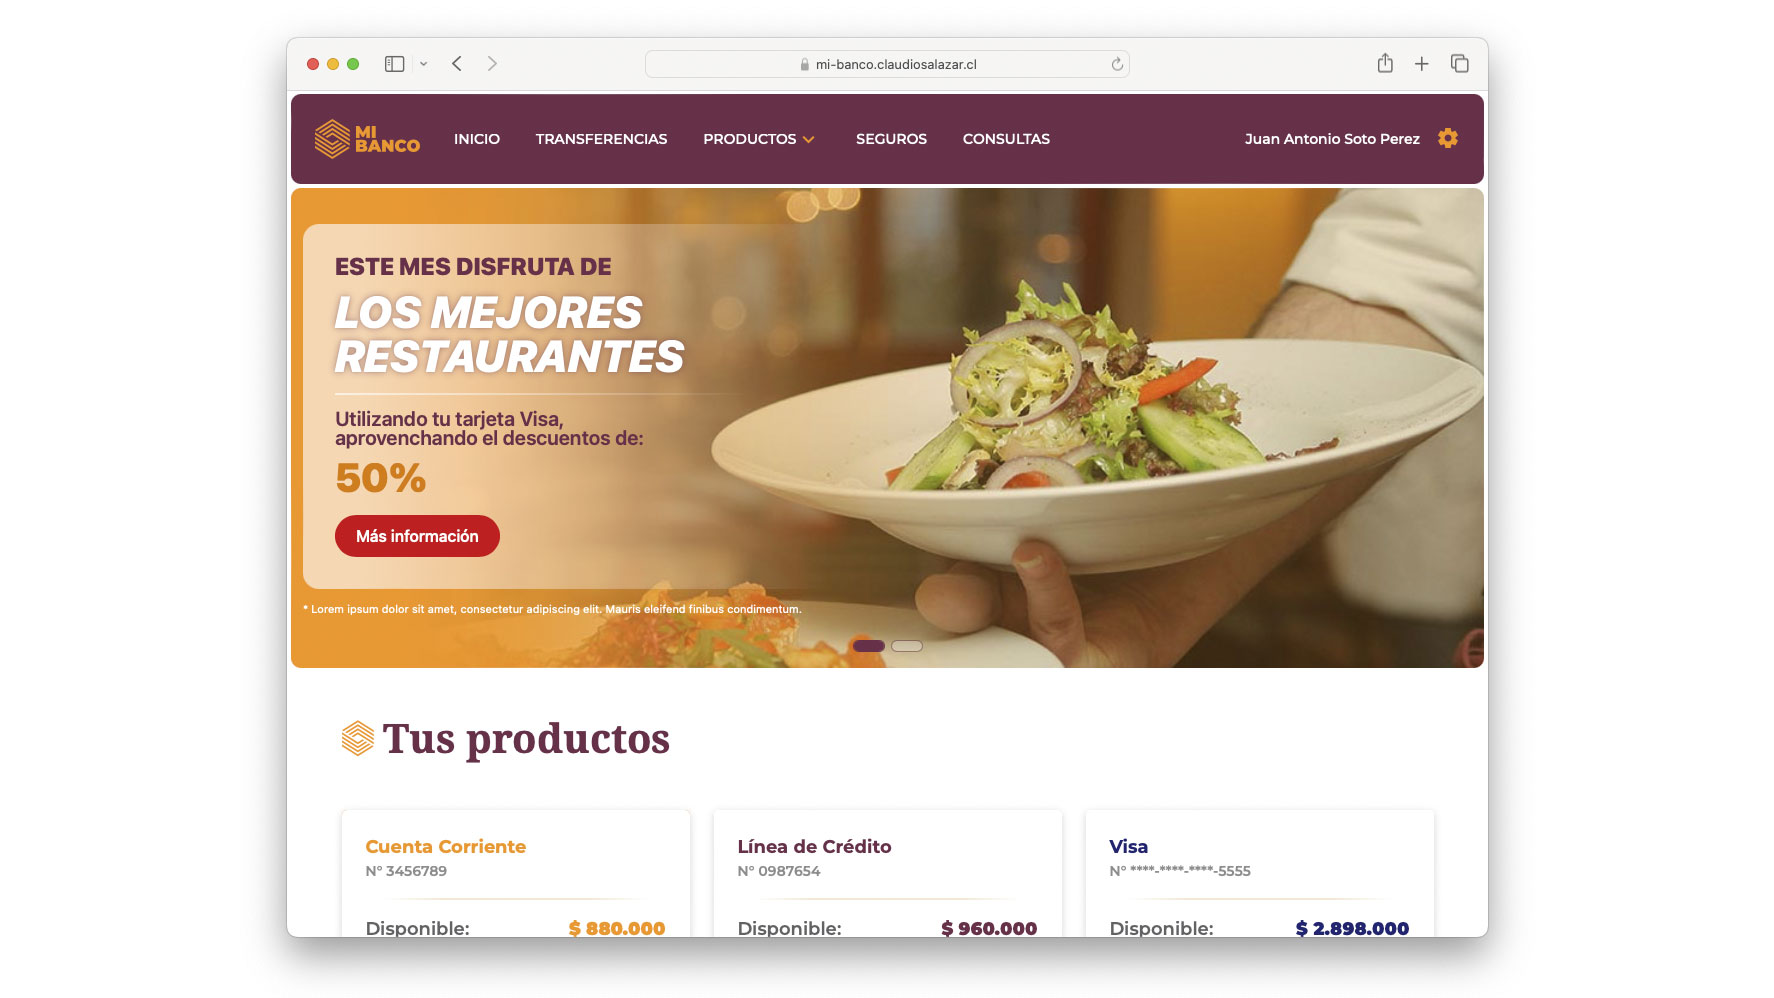 mi-banco.claudiosalazar.cl
MI
BANCO
INICIO TRANSFERENCIAS PRODUCTOS SEGUROS CONSULTAS Juan Antonio Soto Perez
ESTE MES DISFRUTA DE
LOS MEJORES
RESTAURANTES
Utilizando tu tarjeta Visa,
aprovenchando el descuentos de:
50%
Más información
* Lorem ipsum dolor sit amet, consectetur adipiscing elit. Mauris eleifend finibus condimentum.
Tus productos
Cuenta Corriente
N° 3456789
Disponible: $ 880.000
Línea de Crédito
N° 0987654
Disponible: $ 960.000
Visa
N° ****-****-****-5555
Disponible: $ 2.898.000